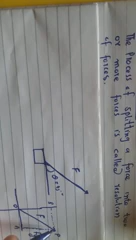 The process of splitting a force into two
or more forces is called resolution
of forces.
F